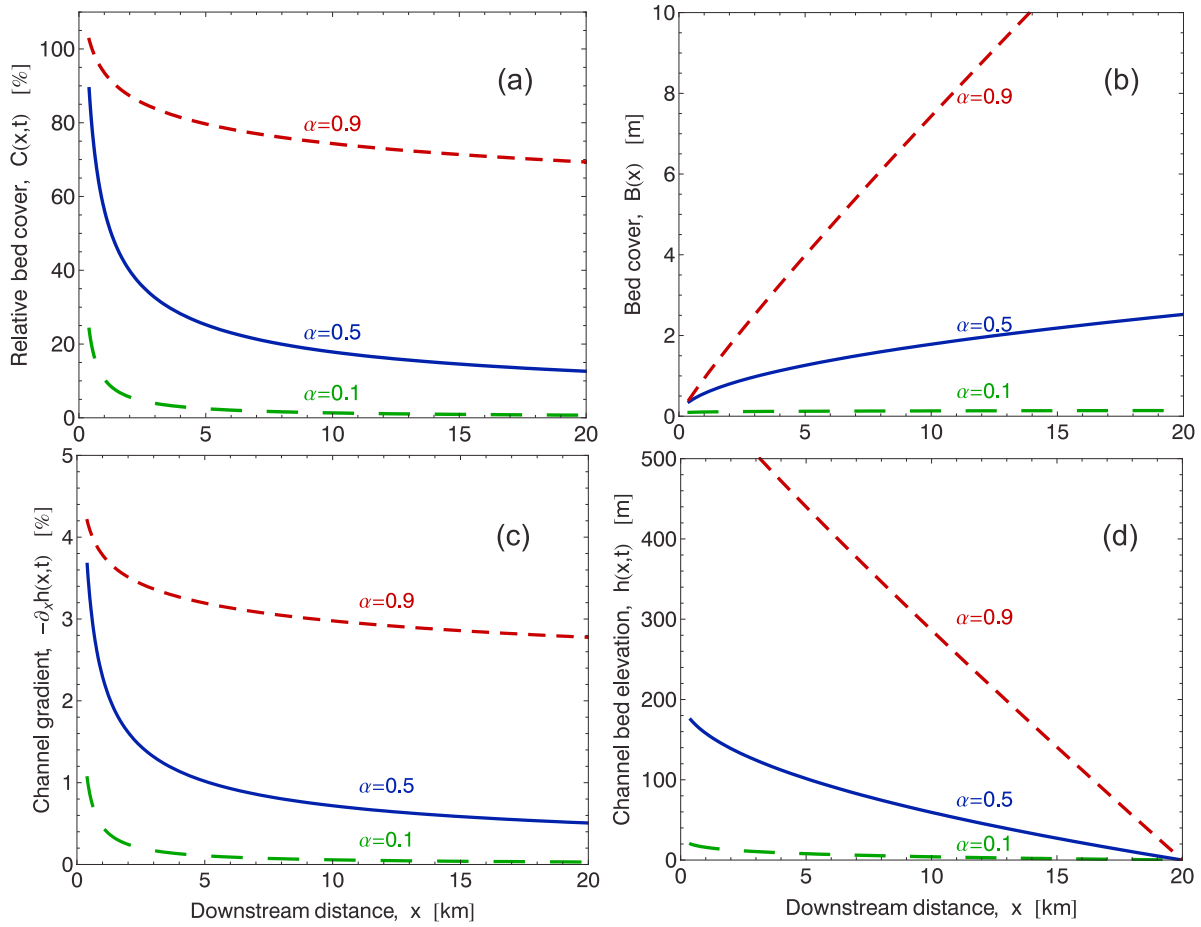 Relative bed cover, C(x,t) [%]
100
80
60
40
20
0
(a)
α=0.9
α=0.5
α=0.1
0 5 10 15 20
Bed cover, B(x) [m]
10
8
6
4
2
0
(b)
α=0.9
α=0.5
α=0.1
0 5 10 15 20
Channel gradient, −∂xh(x,t) [%]
5
4
3
2
1
0
(c)
α=0.9
α=0.5
α=0.1
0 5 10 15 20
Downstream distance, x [km]
Channel bed elevation, h(x,t) [m]
500
400
300
200
100
0
(d)
α=0.9
α=0.5
α=0.1
0 5 10 15 20
Downstream distance, x [km]